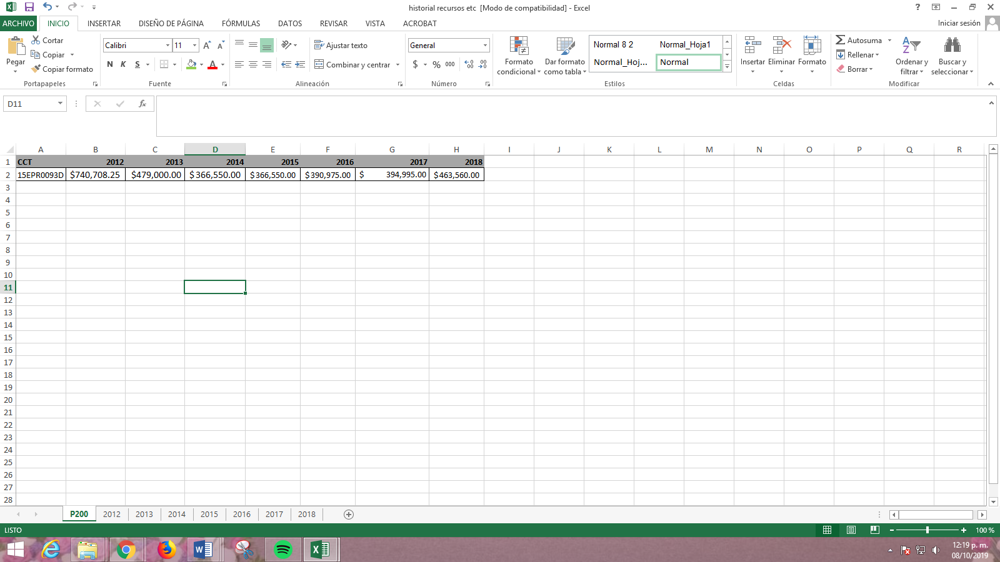 historial recursos etc  [Modo de compatibilidad] - Excel
?
ARCHIVO INICIO INSERTAR DISEÑO DE PÁGINA FÓRMULAS DATOS REVISAR VISTA ACROBAT Iniciar sesión
Pegar
Cortar
Copiar
Copiar formato
Portapapeles
Calibri 11 A A
N K S A
Fuente
Ajustar texto
Combinar y centrar
Alineación
General
$ % 000
Número
Formato condicional
Dar formato como tabla
Normal 8 2 Normal_Hoja1
Normal_Hoj... Normal
Estilos
Insertar Eliminar Formato
Celdas
Autosuma
Rellenar
Borrar
Ordenar y filtrar
Buscar y seleccionar
Modificar
D11 fx
A B C D E F G H I J K L M N O P Q R
1 CCT 2012 2013 2014 2015 2016 2017 2018
2 15EPR0093D $740,708.25 $479,000.00 $366,550.00 $366,550.00 $390,975.00 $ 394,995.00 $463,560.00
3
4
5
6
7
8
9
10
11
12
13
14
15
16
17
18
19
20
21
22
23
24
25
26
27
28
P200 2012 2013 2014 2015 2016 2017 2018
LISTO 100 %
12:19 p. m.
08/10/2019